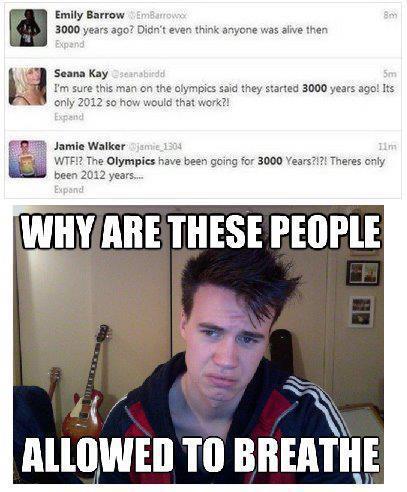 Emily Barrow @EmBarrowxx 8m
3000 years ago? Didn't even think anyone was alive then
Expand
Seana Kay @seanabirdd 5m
I'm sure this man on the olympics said they started 3000 years ago! Its
only 2012 so how would that work?!
Expand
Jamie Walker @jamie_1304 11m
WTF!? The Olympics have been going for 3000 Years?!?! Theres only
been 2012 years....
Expand
WHY ARE THESE PEOPLE
ALLOWED TO BREATHE